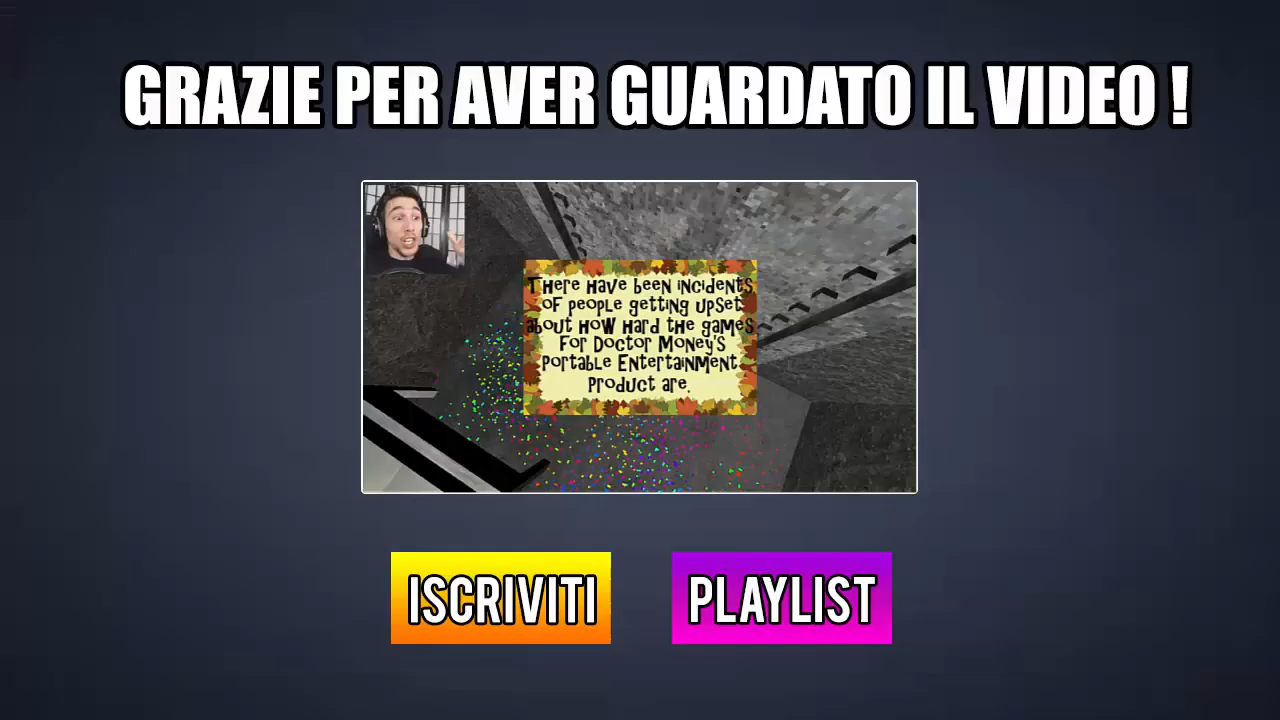 GRAZIE PER AVER GUARDATO IL VIDEO !
There have been incidents
of people getting upset
about how hard the games
for Doctor Money's
Portable Entertainment
Product are.
ISCRIVITI
PLAYLIST